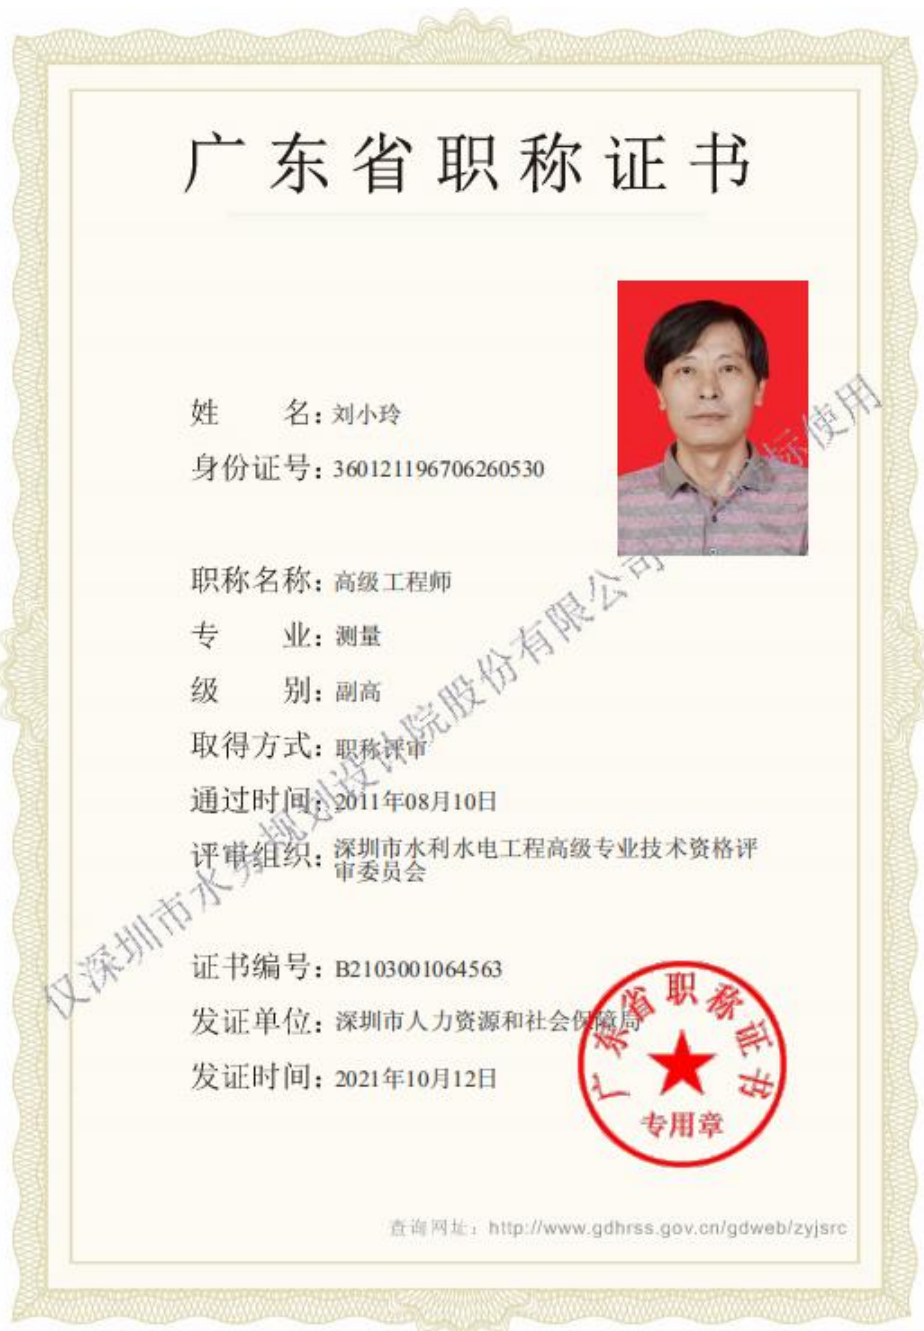 广东省职称证书
姓名：刘小玲
身份证号：360121196706260530
职称名称：高级工程师
专业：测量
级别：副高
取得方式：职称评审
通过时间：2011年08月10日
评审组织：深圳市水利水电工程高级专业技术资格评
审委员会
证书编号：B2103001064563
发证单位：深圳市人力资源和社会保障局
发证时间：2021年10月12日
广东省职称证书
专用章
查询网址：http://www.gdhrss.gov.cn/gdweb/zyjsrc
仅深圳市水务规划设计院股份有限公司 标使用